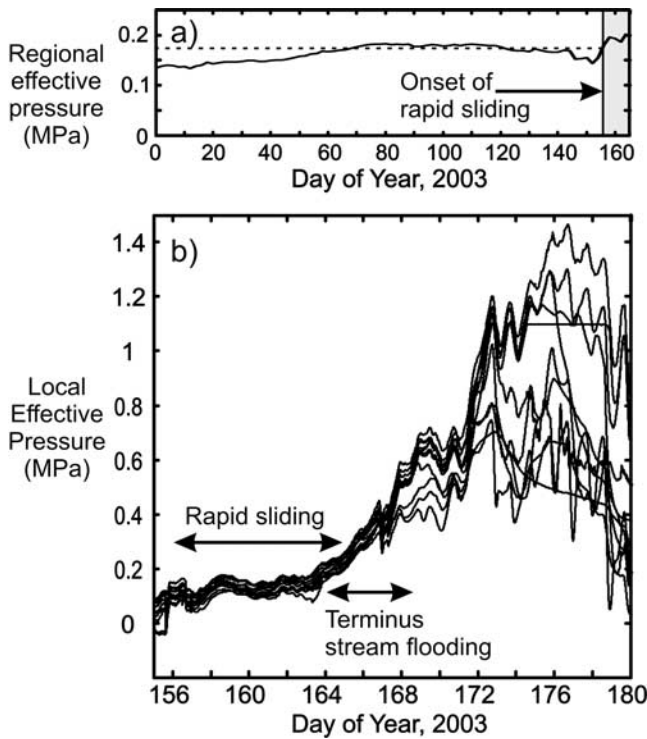 a)
Regional
effective
pressure
(MPa)
0.2
0.1
0
Onset of
rapid sliding
0 20 40 60 80 100 120 140 160
Day of Year, 2003
b)
Local
Effective
Pressure
(MPa)
1.4
1.2
1
0.8
0.6
0.4
0.2
0
Rapid sliding
Terminus
stream flooding
156 160 164 168 172 176 180
Day of Year, 2003